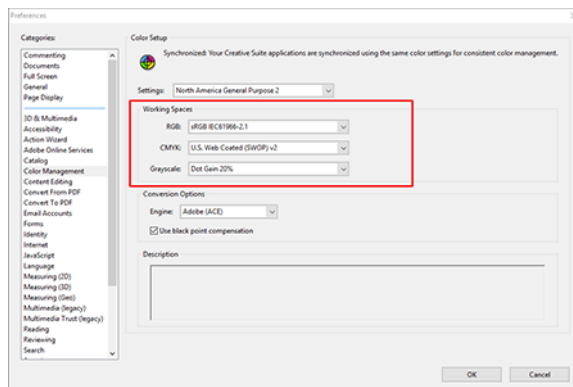 Preferences
Categories:
Commenting
Documents
Full Screen
General
Page Display
3D & Multimedia
Accessibility
Action Wizard
Adobe Online Services
Catalog
Color Management
Content Editing
Convert From PDF
Convert To PDF
Email Accounts
Forms
Identity
Internet
JavaScript
Language
Measuring (2D)
Measuring (3D)
Measuring (Geo)
Multimedia (legacy)
Multimedia Trust (legacy)
Reading
Reviewing
Search
Color Setup
Synchronized: Your Creative Suite applications are synchronized using the same color settings for consistent color management.
Settings: North America General Purpose 2
Working Spaces
RGB: sRGB IEC61966-2.1
CMYK: U.S. Web Coated (SWOP) v2
Grayscale: Dot Gain 20%
Conversion Options
Engine: Adobe (ACE)
Use black point compensation
Description
OK Cancel